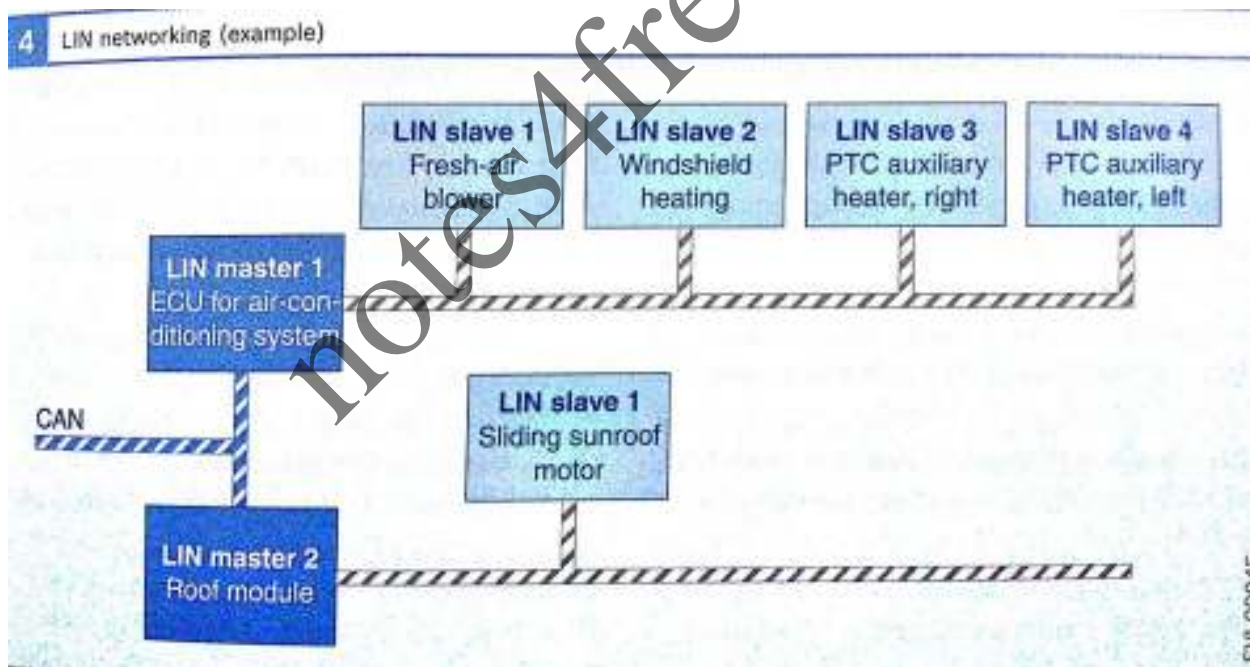 4 LIN networking (example)
LIN slave 1
Fresh-air
blower
LIN slave 2
Windshield
heating
LIN slave 3
PTC auxiliary
heater, right
LIN slave 4
PTC auxiliary
heater, left
LIN master 1
ECU for air-con-
ditioning system
CAN
LIN slave 1
Sliding sunroof
motor
LIN master 2
Roof module
notes4fre